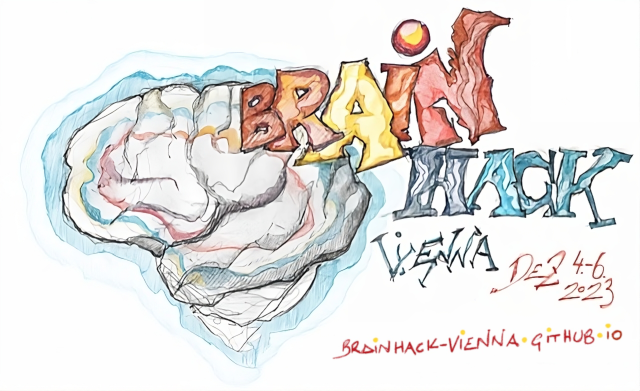 BRAIN
HACK
VIENNA
DEZ 4.-6.
2023
BRAINHACK-VIENNA.GITHUB.IO